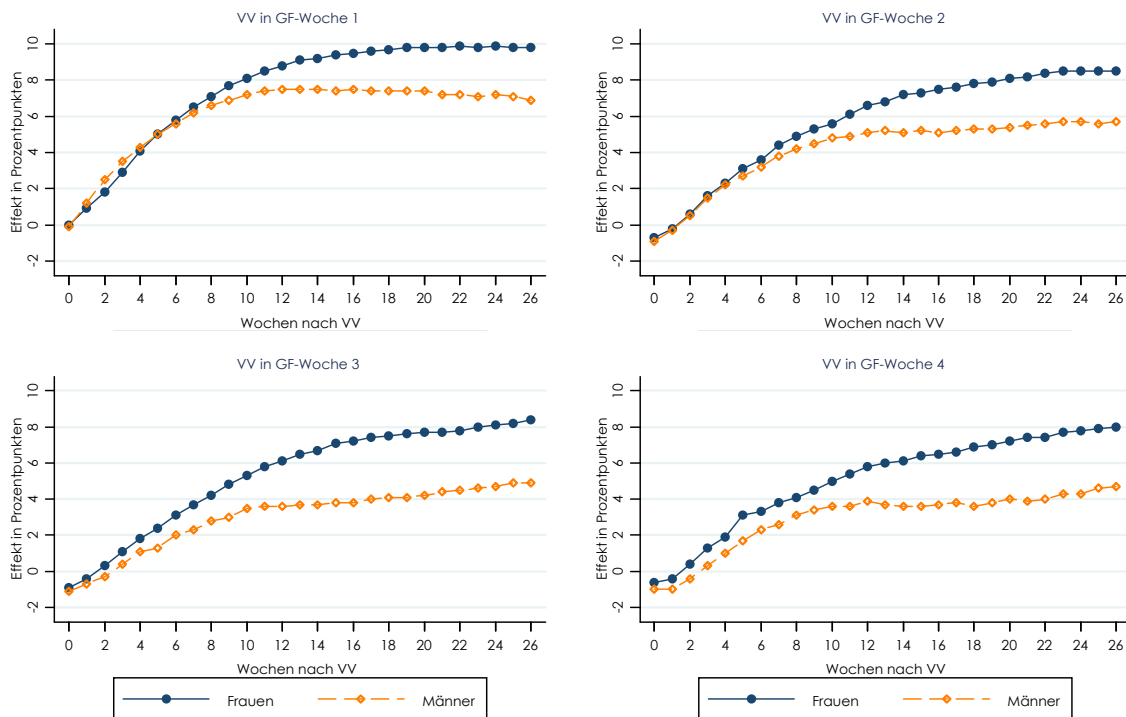 VV in GF-Woche 1
Effekt in Prozentpunkten
10
8
6
4
2
0
-2
0 2 4 6 8 10 12 14 16 18 20 22 24 26
Wochen nach VV
VV in GF-Woche 2
Effekt in Prozentpunkten
10
8
6
4
2
0
-2
0 2 4 6 8 10 12 14 16 18 20 22 24 26
Wochen nach VV
VV in GF-Woche 3
Effekt in Prozentpunkten
10
8
6
4
2
0
-2
0 2 4 6 8 10 12 14 16 18 20 22 24 26
Wochen nach VV
Frauen Männer
VV in GF-Woche 4
Effekt in Prozentpunkten
10
8
6
4
2
0
-2
0 2 4 6 8 10 12 14 16 18 20 22 24 26
Wochen nach VV
Frauen Männer